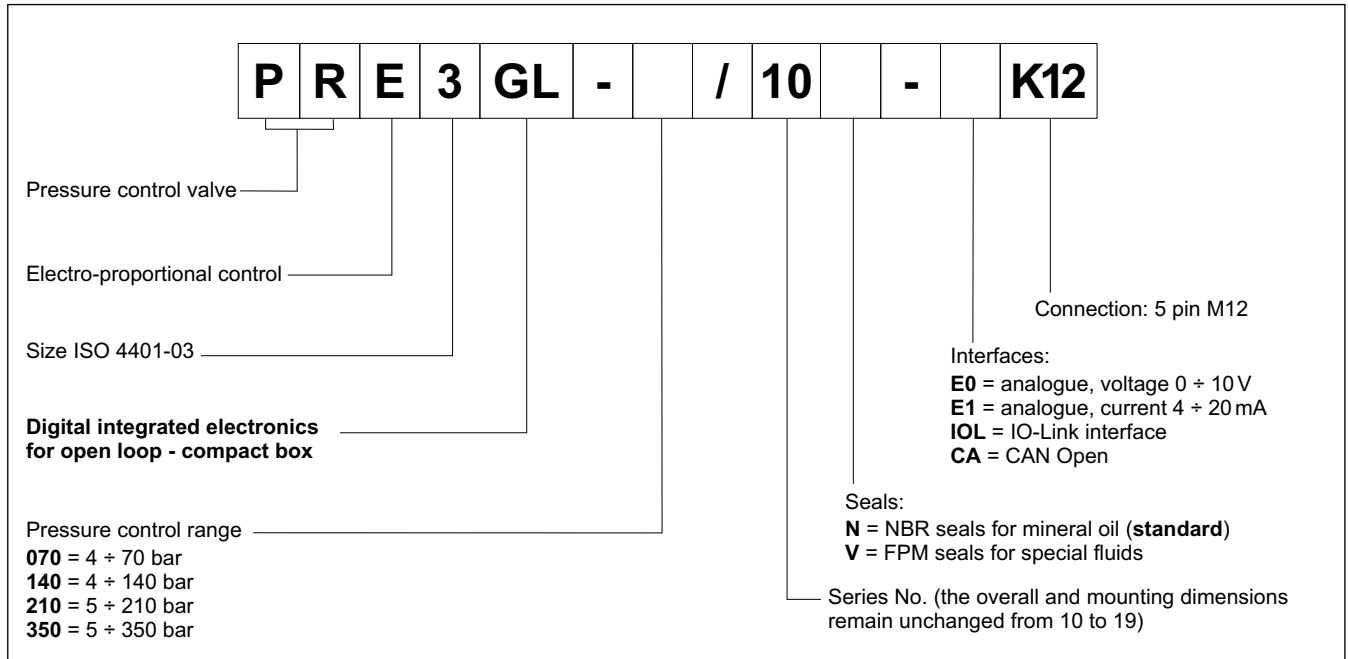 P R E 3 GL - / 10 - K12
Pressure control valve
Electro-proportional control
Size ISO 4401-03
Digital integrated electronics
for open loop - compact box
Pressure control range
070 = 4 ÷ 70 bar
140 = 4 ÷ 140 bar
210 = 5 ÷ 210 bar
350 = 5 ÷ 350 bar
Connection: 5 pin M12
Interfaces:
E0 = analogue, voltage 0 ÷ 10 V
E1 = analogue, current 4 ÷ 20 mA
IOL = IO-Link interface
CA = CAN Open
Seals:
N = NBR seals for mineral oil (standard)
V = FPM seals for special fluids
Series No. (the overall and mounting dimensions
remain unchanged from 10 to 19)